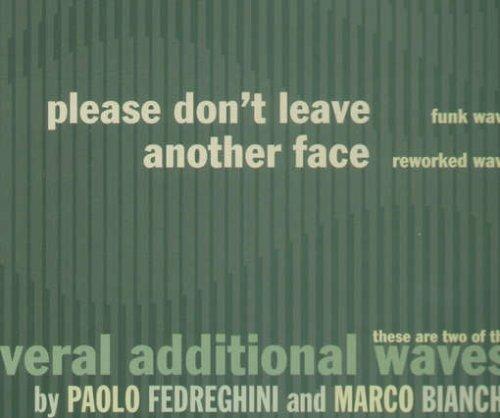 please don't leave funk wav
another face reworked wav
these are two of th
veral additional waves
by PAOLO FEDREGHINI and MARCO BIANC